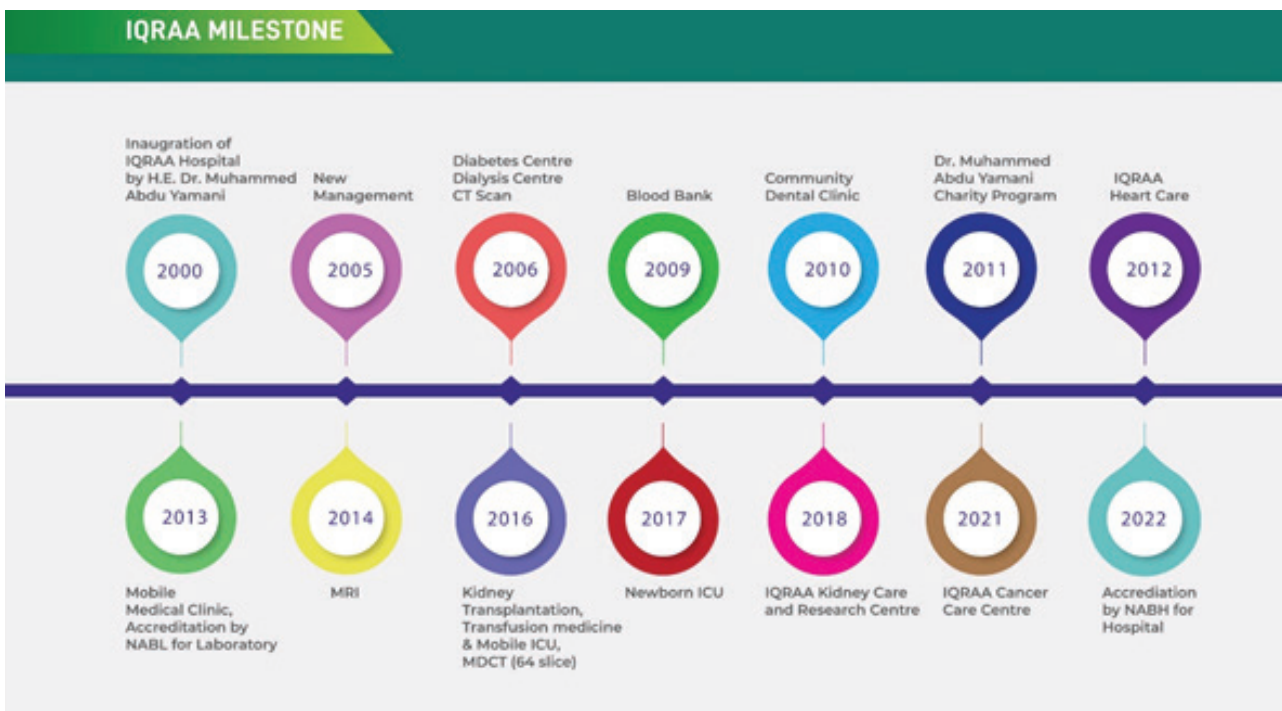 IQRAA MILESTONE
Inaugration of
IQRAA Hospital
by H.E. Dr. Muhammed
Abdu Yamani
2000
New
Management
2005
Diabetes Centre
Dialysis Centre
CT Scan
2006
Blood Bank
2009
Community
Dental Clinic
2010
Dr. Muhammed
Abdu Yamani
Charity Program
2011
IQRAA
Heart Care
2012
2013
Mobile
Medical Clinic,
Accreditation by
NABL for Laboratory
2014
MRI
2016
Kidney
Transplantation,
Transfusion medicine
& Mobile ICU,
MDCT (64 slice)
2017
Newborn ICU
2018
IQRAA Kidney Care
and Research Centre
2021
IQRAA Cancer
Care Centre
2022
Accrediation
by NABH for
Hospital